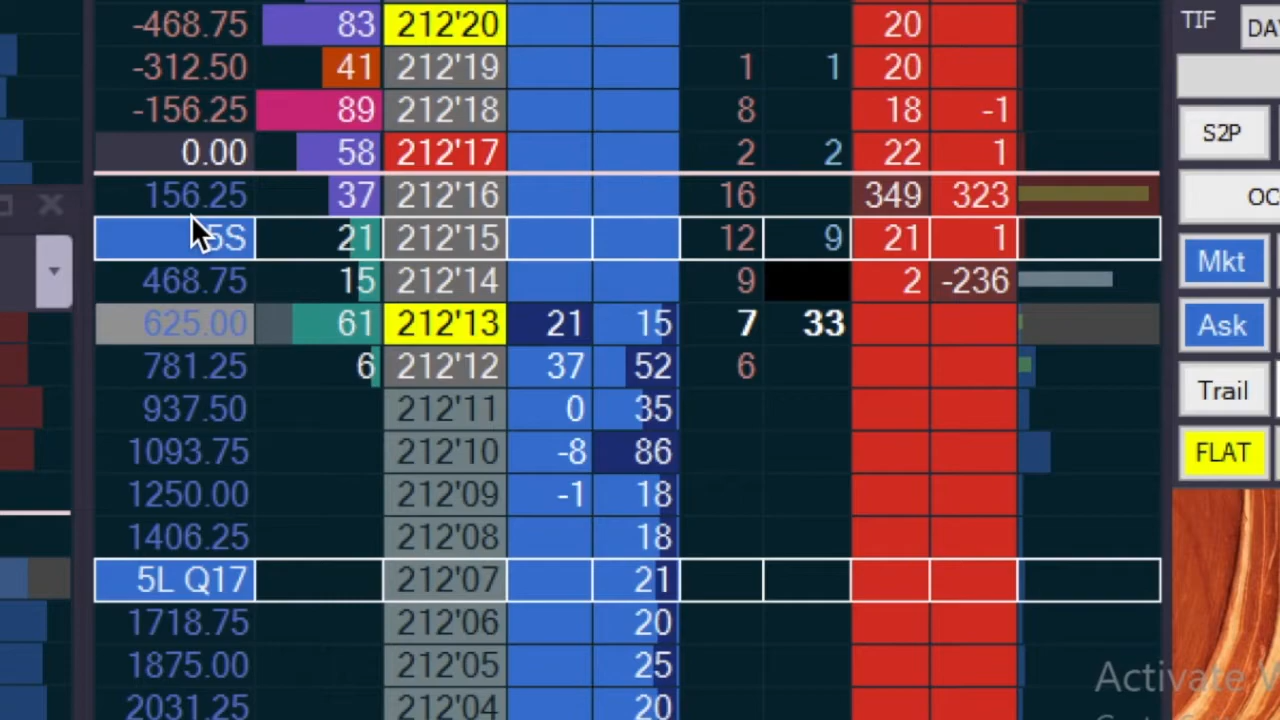 -468.75 83 212'20 20 TIF DA
-312.50 41 212'19 1 1 20
-156.25 89 212'18 8 18 -1 S2P
0.00 58 212'17 2 2 22 1
156.25 37 212'16 16 349 323 OC
5S 21 212'15 12 9 21 1 Mkt
468.75 15 212'14 9 2 -236
625.00 61 212'13 21 15 7 33 Ask
781.25 6 212'12 37 52 6 Trail
937.50 212'11 0 35
1093.75 212'10 -8 86 FLAT
1250.00 212'09 -1 18
1406.25 212'08 18
5L Q17 212'07 21
1718.75 212'06 20
1875.00 212'05 25 Activate
2031.25 212'04 20